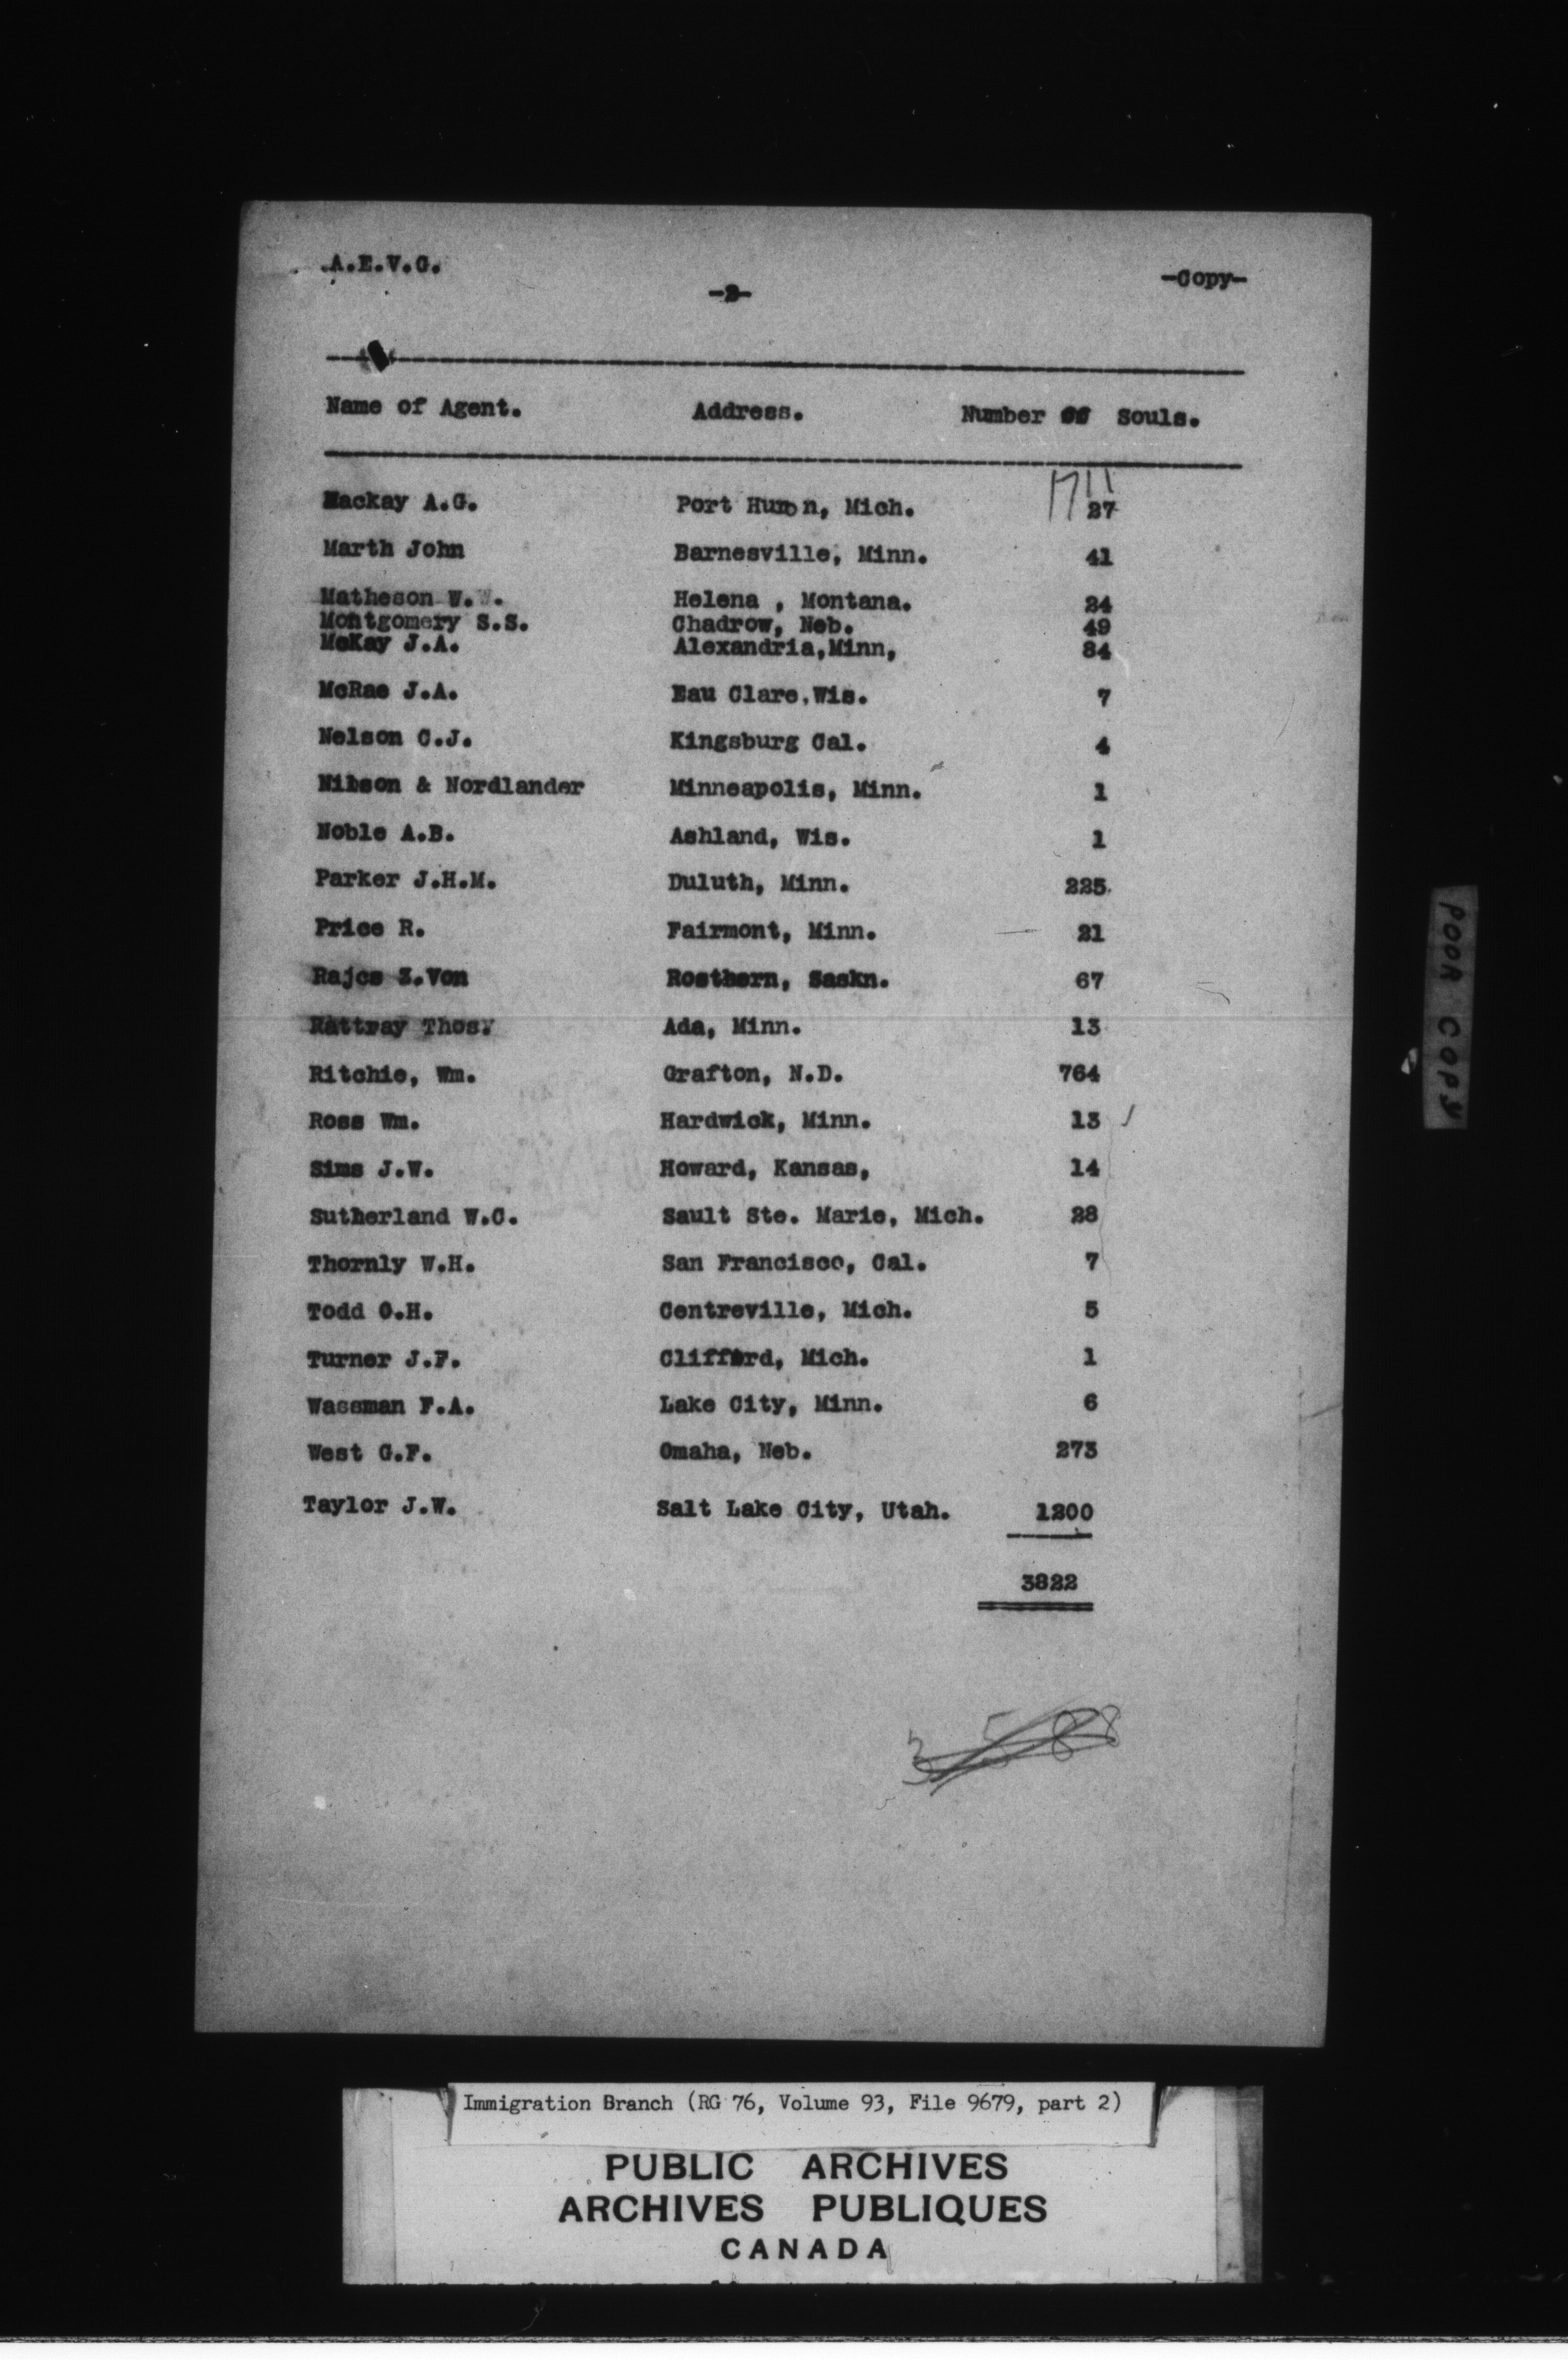 A.E.V.G.
-2-
-Copy-
Name of Agent. Address. Number of Souls.
1711
Mackay A.G. Port Huron, Mich. 27
Marth John Barnesville, Minn. 41
Matheson W.W. Helena , Montana. 24
Montgomery S.S. Chadrow, Neb. 49
McKay J.A. Alexandria,Minn, 84
McRae J.A. Eau Clare,Wis. 7
Nelson C.J. Kingsburg Cal. 4
& Nordlander Minneapolis, Minn. 1
Noble A.B. Ashland, Wis. 1
Parker J.H.M. Duluth, Minn. 225.
Price R. Fairmont, Minn. 21
Rajcs Z.Von Rosthern, Saskn. 67
Rattray Thos. Ada, Minn. 13
Ritchie, Wm. Grafton, N.D. 764
Ross Wm. Hardwick, Minn. 13
Sims J.W. Howard, Kansas, 14
Sutherland W.C. Sault Ste. Marie, Mich. 28
Thornly W.H. San Francisco, Cal. 7
Todd O.H. Centreville, Mich. 5
Turner J.F. Clifford, Mich. 1
Wassman F.A. Lake City, Minn. 6
West G.F. Omaha, Neb. 273
Taylor J.W. Salt Lake City, Utah. 1200
3822
3588
POOR COPY
Immigration Branch (RG 76, Volume 93, File 9679, part 2)
PUBLIC ARCHIVES
ARCHIVES PUBLIQUES
CANADA